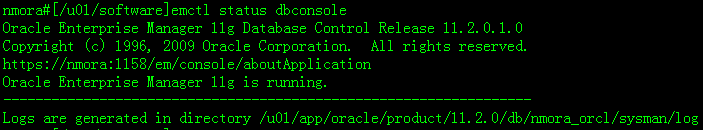 nmora#[/u01/software]emctl status dbconsole
Oracle Enterprise Manager 11g Database Control Release 11.2.0.1.0
Copyright (c) 1996, 2009 Oracle Corporation.  All rights reserved.
https://nmora:1158/em/console/aboutApplication
Oracle Enterprise Manager 11g is running.
------------------------------------------------------------------
Logs are generated in directory /u01/app/oracle/product/11.2.0/db/nmora_orcl/sysman/log